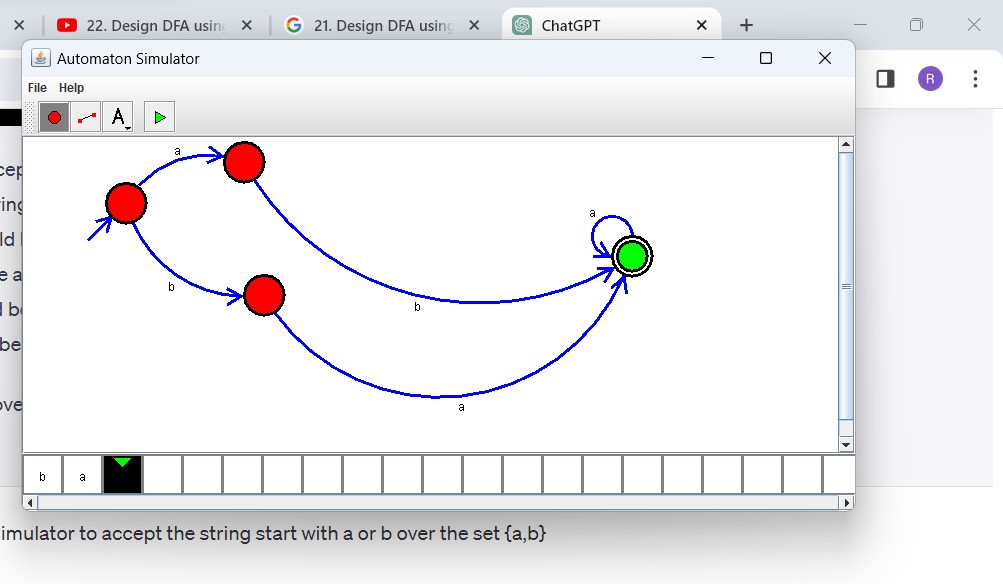 22. Design DFA usin
21. Design DFA using
ChatGPT
Automaton Simulator
R
File Help
A
a
a
b
b
a
b a
imulator to accept the string start with a or b over the set {a,b}